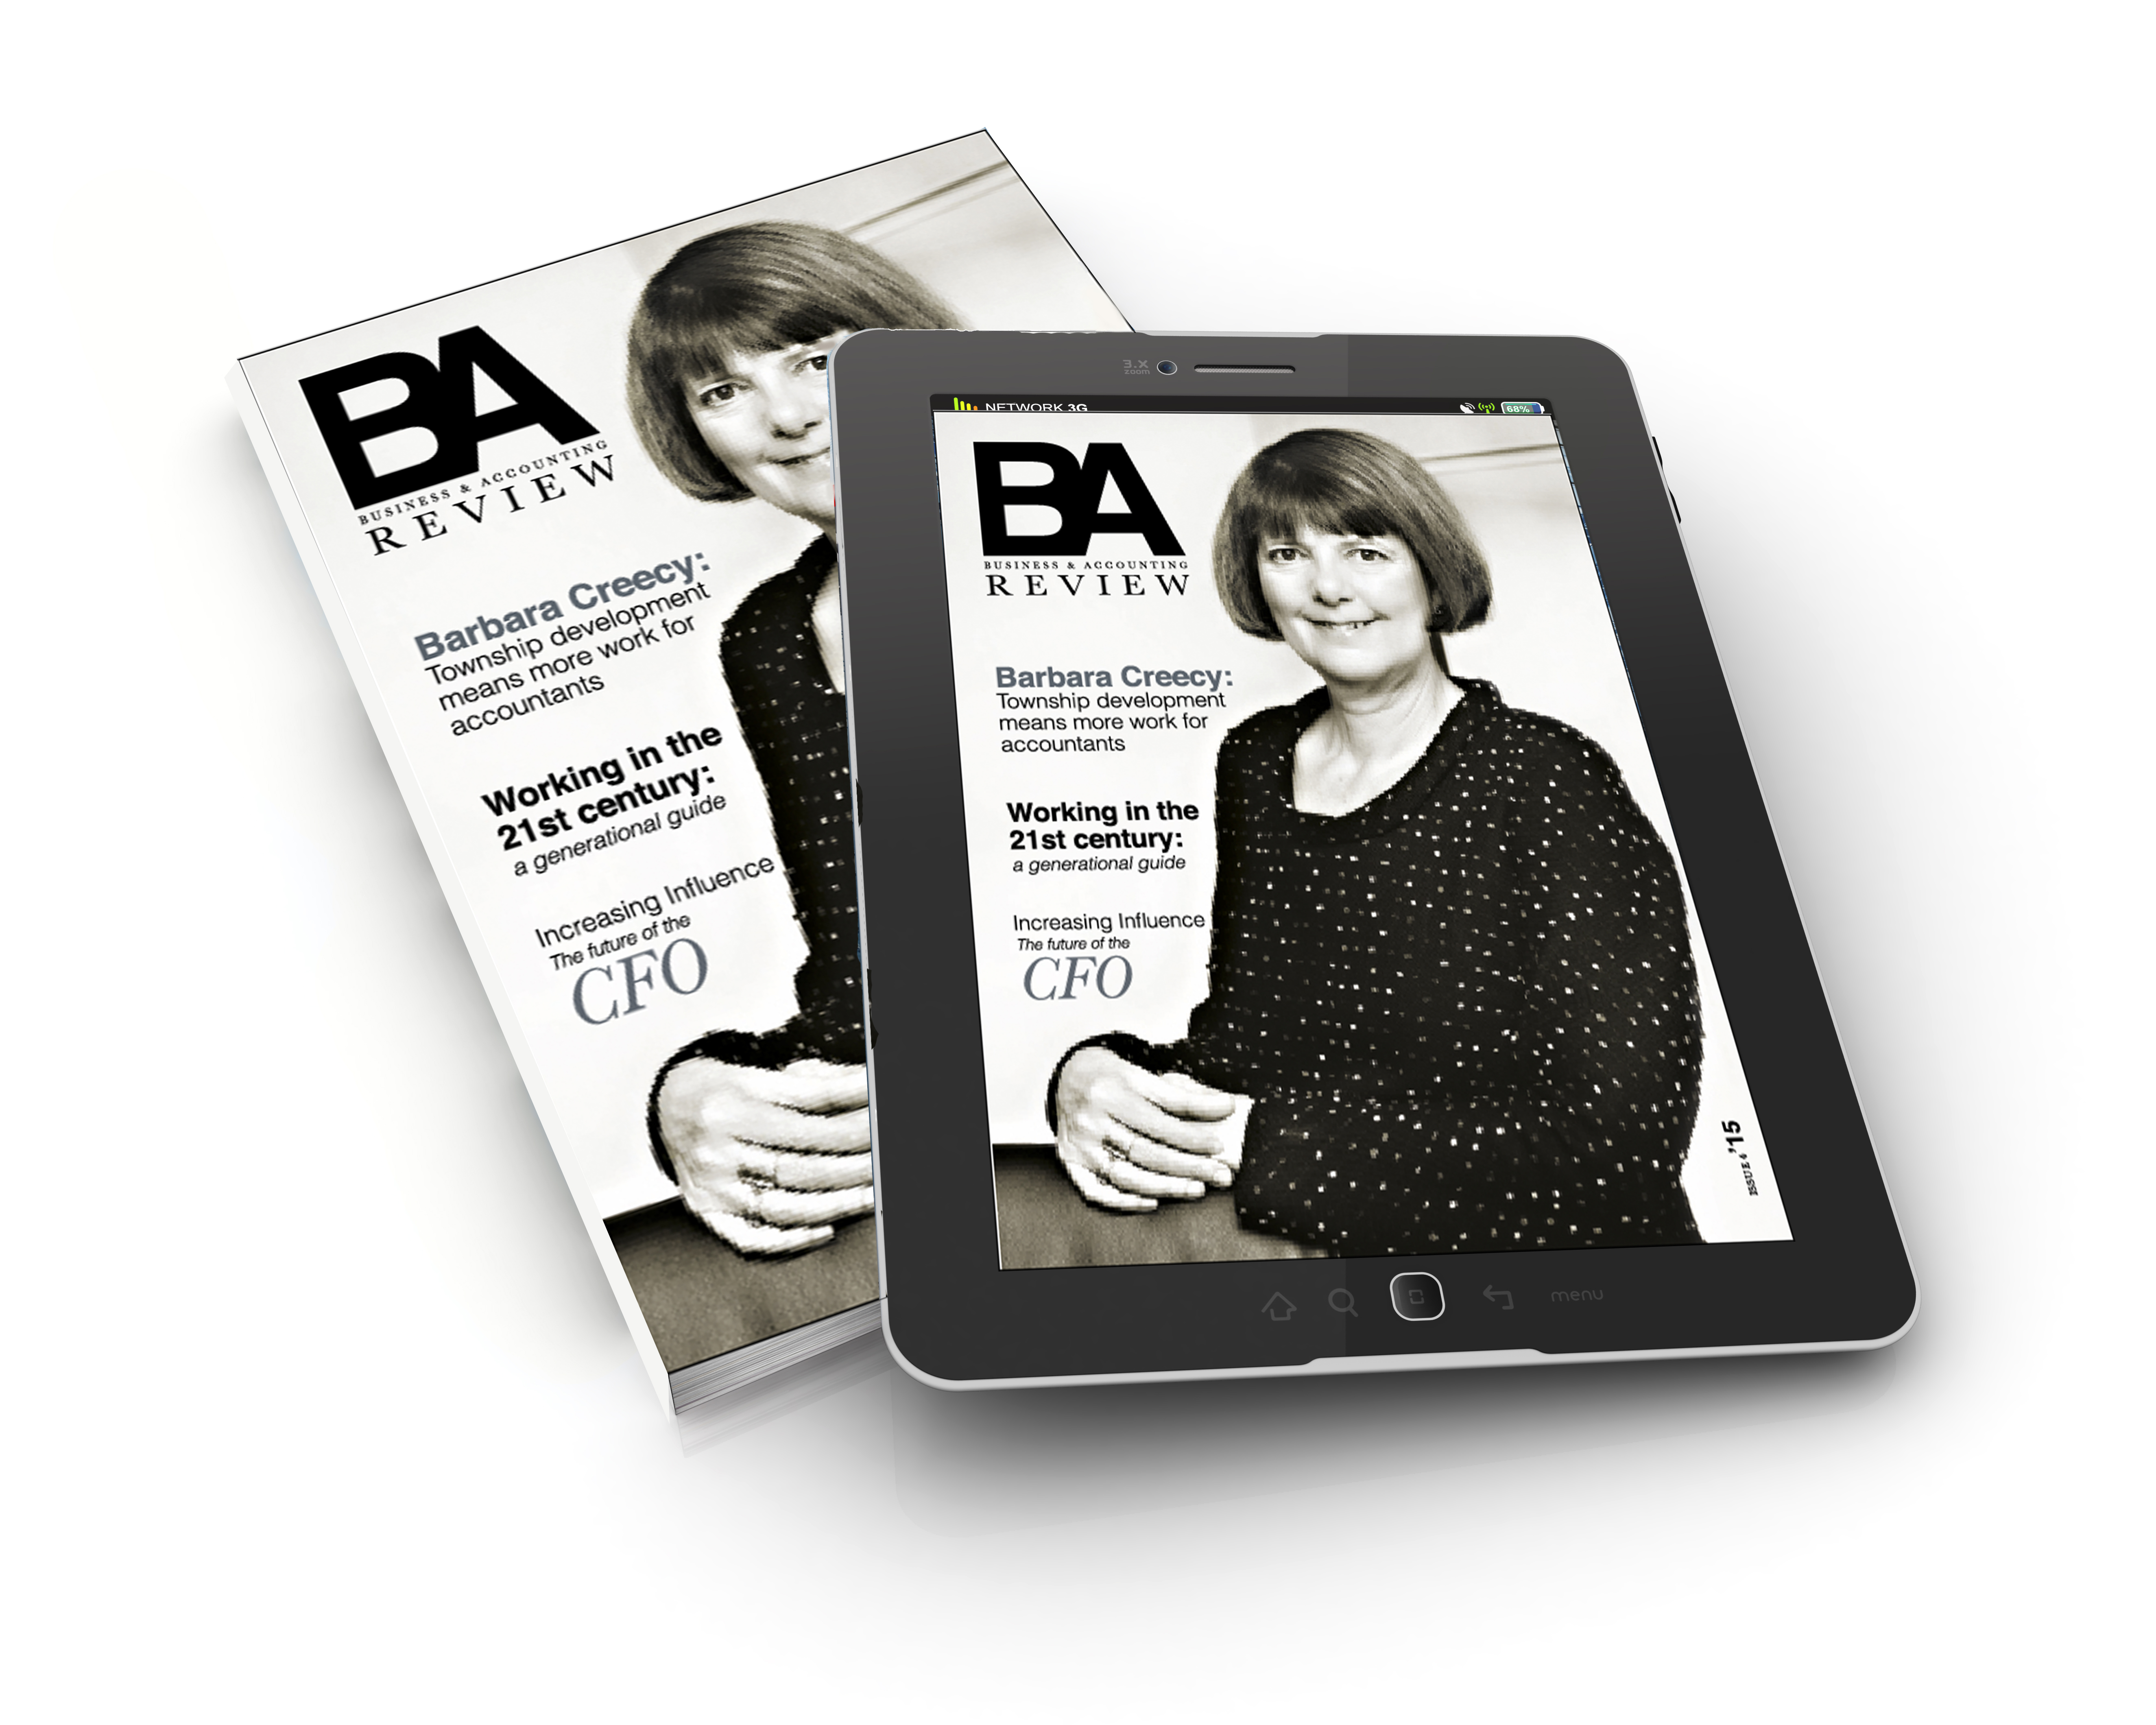 BA
BUSINESS & ACCOUNTING
REVIEW
Barbara Creecy:
Township development
means more work for
accountants
Working in the
21st century:
a generational guide
Increasing Influence
The future of the
CFO
3.X
zoom
NETWORK 3G
68%
BA
BUSINESS & ACCOUNTING
REVIEW
Barbara Creecy:
Township development
means more work for
accountants
Working in the
21st century:
a generational guide
Increasing Influence
The future of the
CFO
ISSUE 4 '15
menu